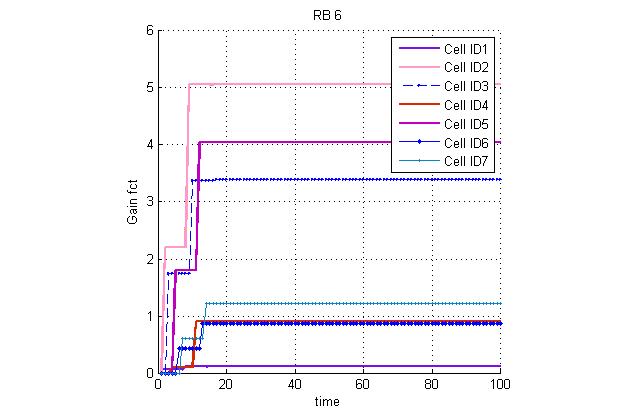 RB 6
6
5
4
3
2
1
0
Gain fct
0 20 40 60 80 100
time
Cell ID1
Cell ID2
Cell ID3
Cell ID4
Cell ID5
Cell ID6
Cell ID7